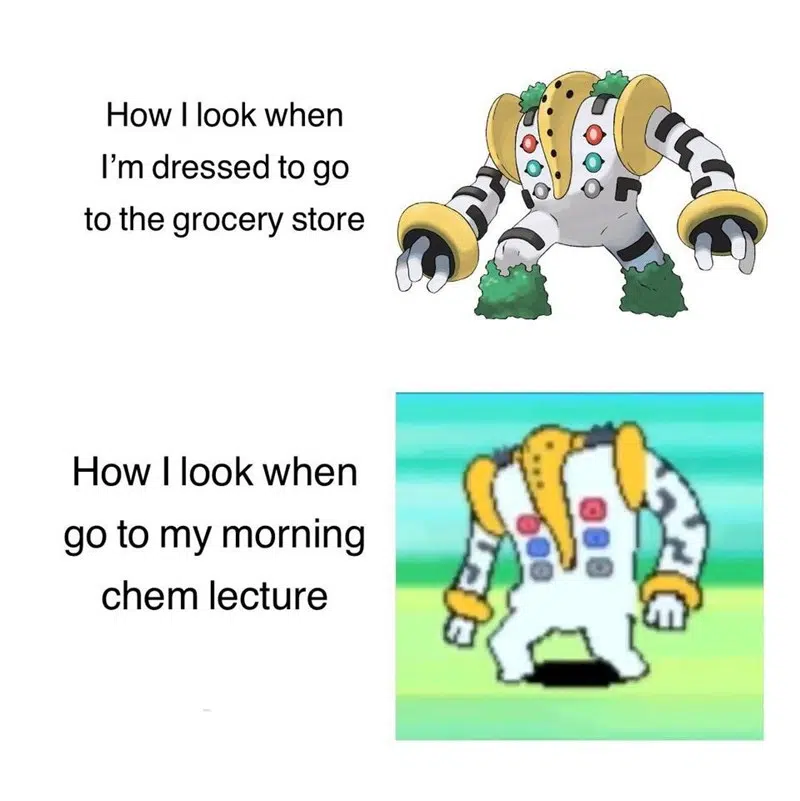 How I look when
I'm dressed to go
to the grocery store
How I look when
go to my morning
chem lecture